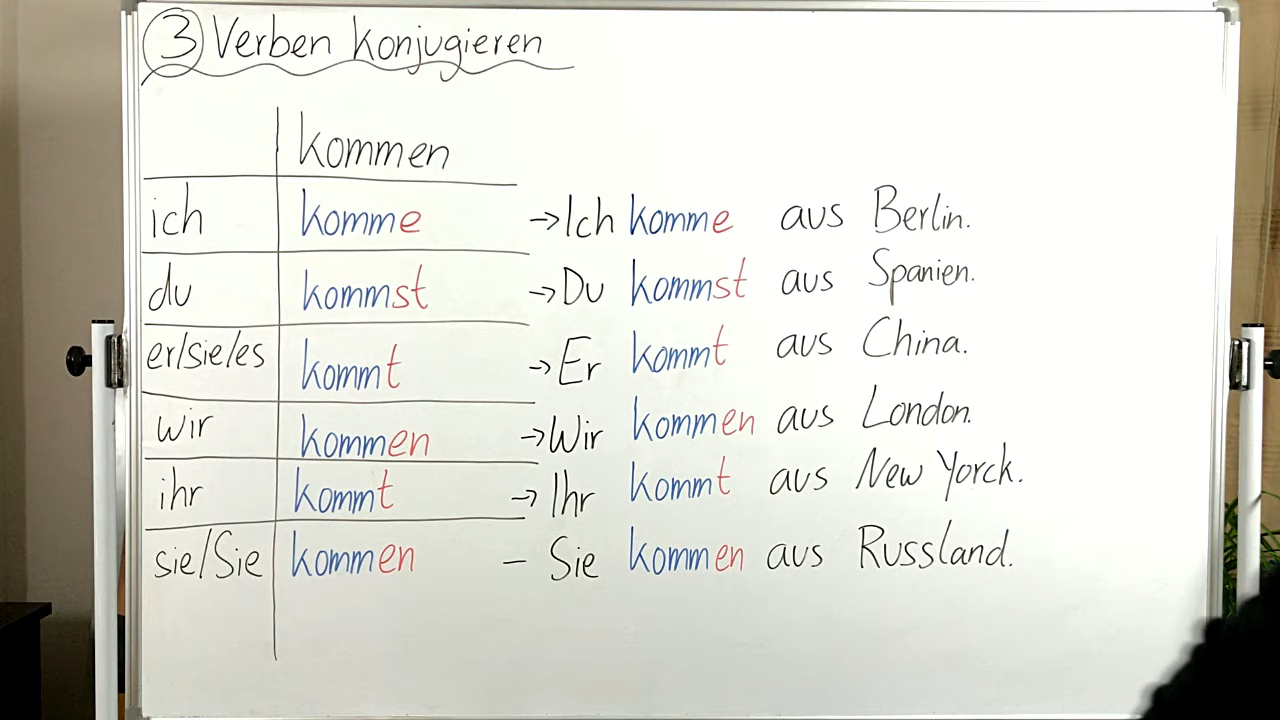 3 Verben konjugieren
kommen
ich komme → Ich komme aus Berlin.
du kommst → Du kommst aus Spanien.
er/sie/es kommt → Er kommt aus China.
wir kommen → Wir kommen aus London.
ihr kommt → Ihr kommt aus New Yorck.
sie/Sie kommen – Sie kommen aus Russland.